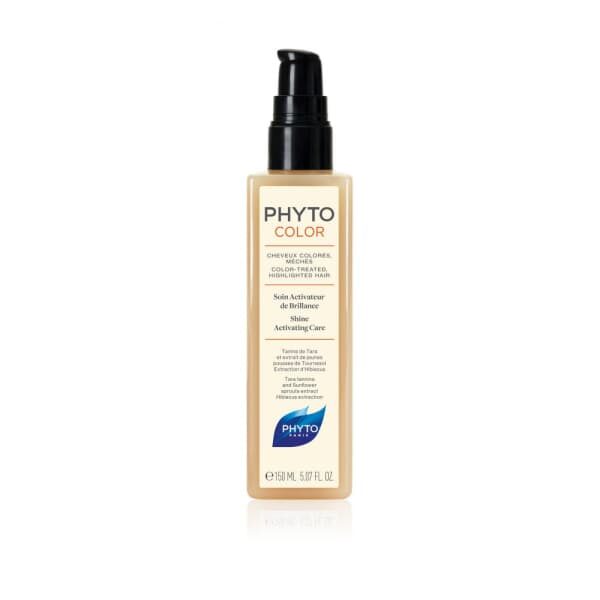 PHYTO
COLOR
CHEVEUX COLORÉS,
MÉCHÉS
COLOR-TREATED,
HIGHLIGHTED HAIR
Soin Activateur
de Brillance
Shine
Activating Care
Tanins de Tara
et extrait de jeunes
pousses de Tournesol
Extraction d'Hibiscus
Tara tannins
and Sunflower
sprouts extract
Hibiscus extraction
PHYTO
PARIS
℮150 ML 5.07 FL. OZ.